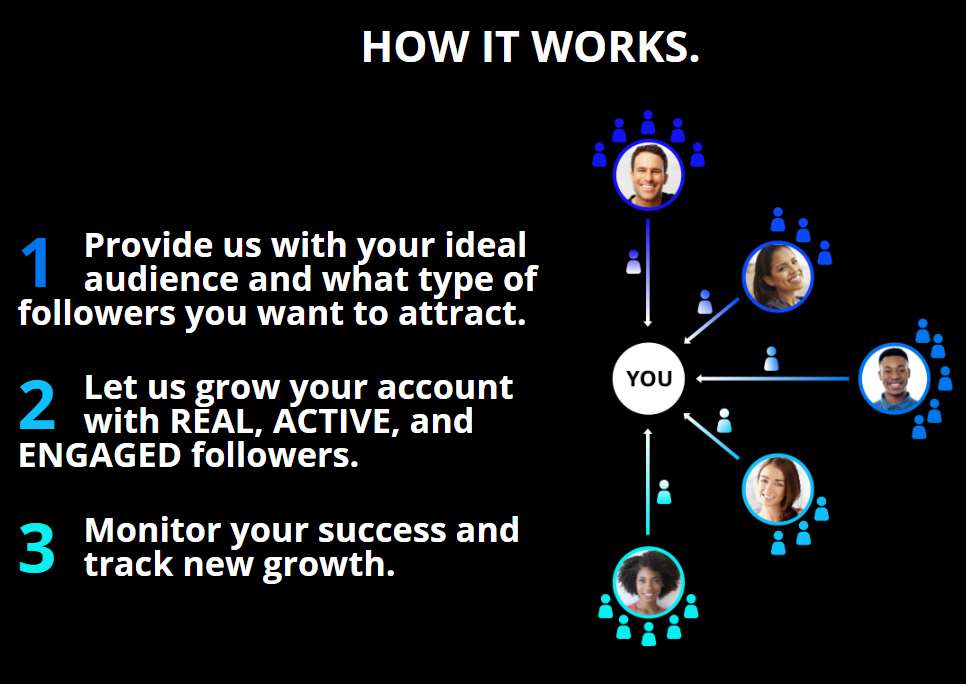 HOW IT WORKS.
1 Provide us with your ideal
audience and what type of
followers you want to attract.
2 Let us grow your account
with REAL, ACTIVE, and
ENGAGED followers.
3 Monitor your success and
track new growth.
YOU